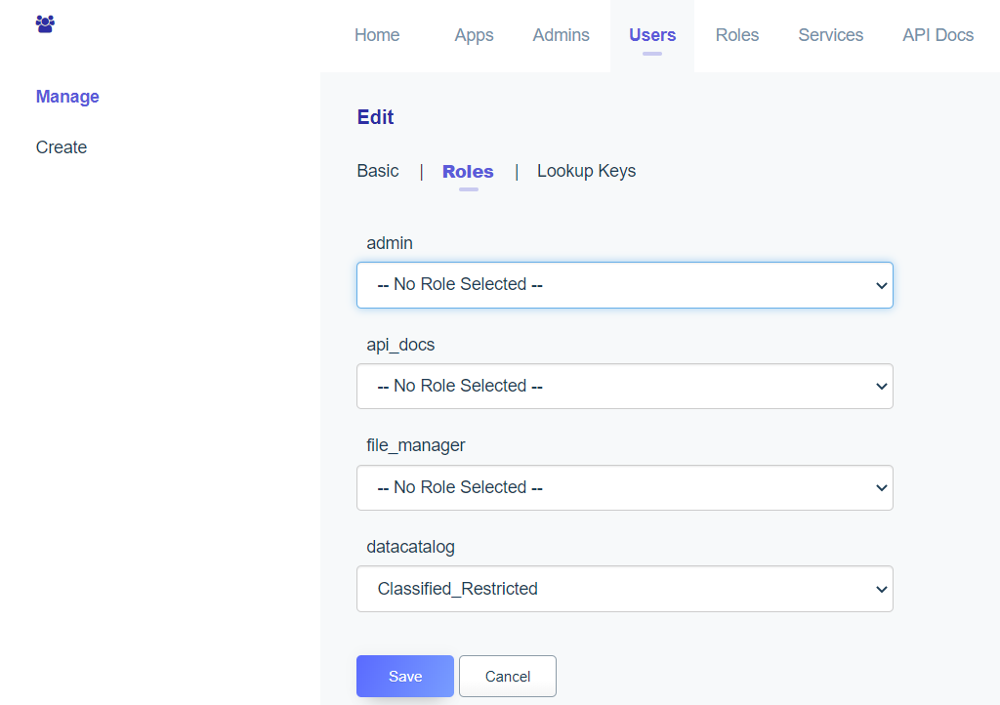 Home Apps Admins Users Roles Services API Docs
Manage
Create
Edit
Basic | Roles | Lookup Keys
admin
-- No Role Selected --
api_docs
-- No Role Selected --
file_manager
-- No Role Selected --
datacatalog
Classified_Restricted
Save Cancel